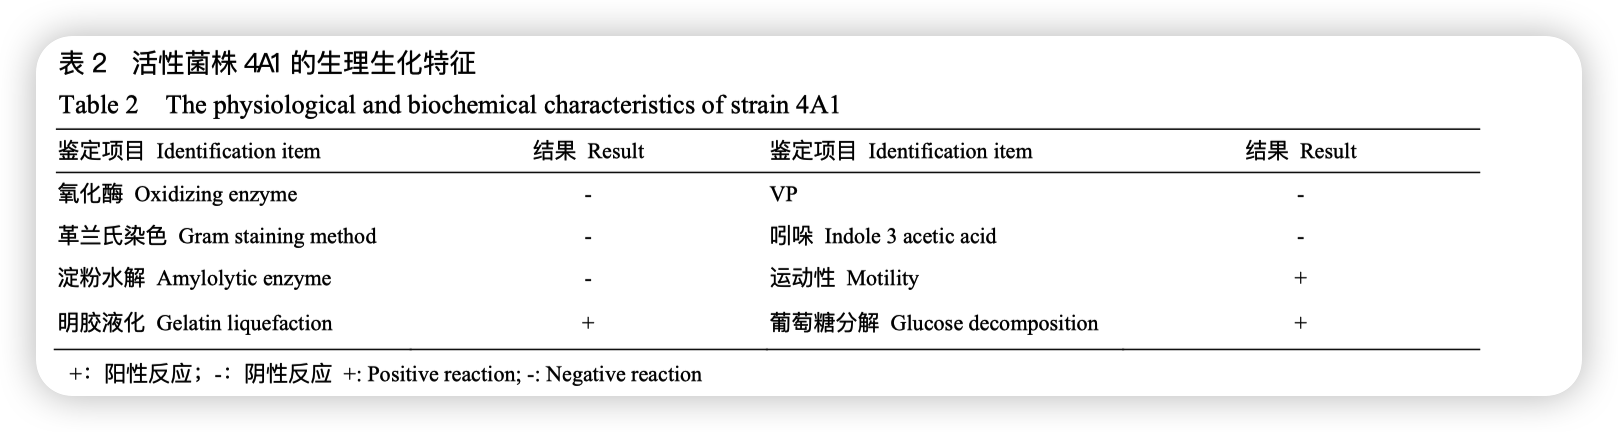 表 2 活性菌株 4A1 的生理生化特征
Table 2 The physiological and biochemical characteristics of strain 4A1
鉴定项目 Identification item 结果 Result 鉴定项目 Identification item 结果 Result
氧化酶 Oxidizing enzyme - VP -
革兰氏染色 Gram staining method - 吲哚 Indole 3 acetic acid -
淀粉水解 Amylolytic enzyme - 运动性 Motility +
明胶液化 Gelatin liquefaction + 葡萄糖分解 Glucose decomposition +
+：阳性反应；-：阴性反应 +: Positive reaction; -: Negative reaction